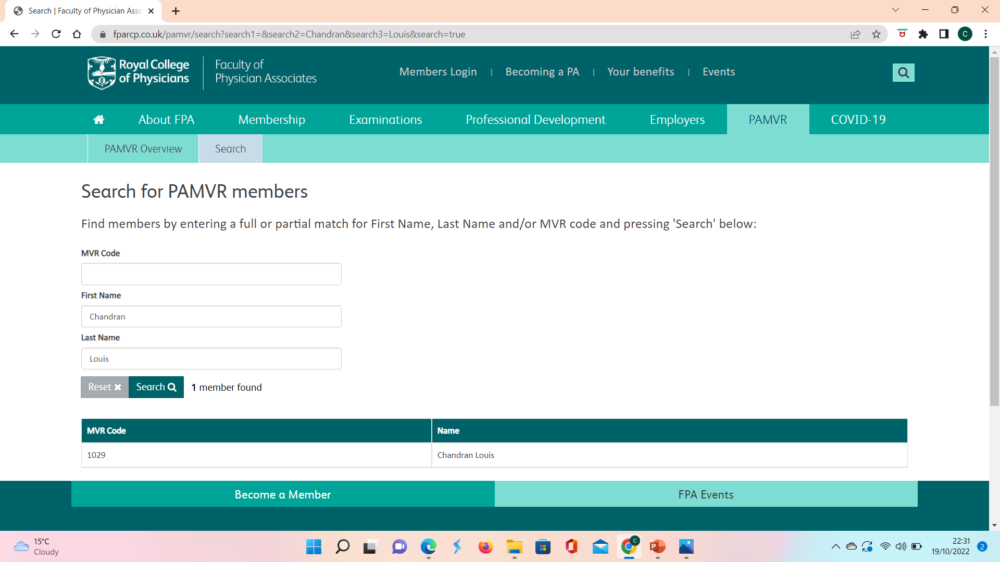 Search | Faculty of Physician Asso
fparcp.co.uk/pamvr/search?search1=&search2=Chandran&search3=Louis&search=true
C
Royal College
of Physicians
Faculty of
Physician Associates
Members Login | Becoming a PA | Your benefits | Events
About FPA Membership Examinations Professional Development Employers PAMVR COVID-19
PAMVR Overview Search
Search for PAMVR members
Find members by entering a full or partial match for First Name, Last Name and/or MVR code and pressing 'Search' below:
MVR Code
First Name
Chandran
Last Name
Louis
Reset Search 1 member found
MVR Code Name
1029 Chandran Louis
Become a Member FPA Events
15°C
Cloudy
C
P
22:31
19/10/2022
2